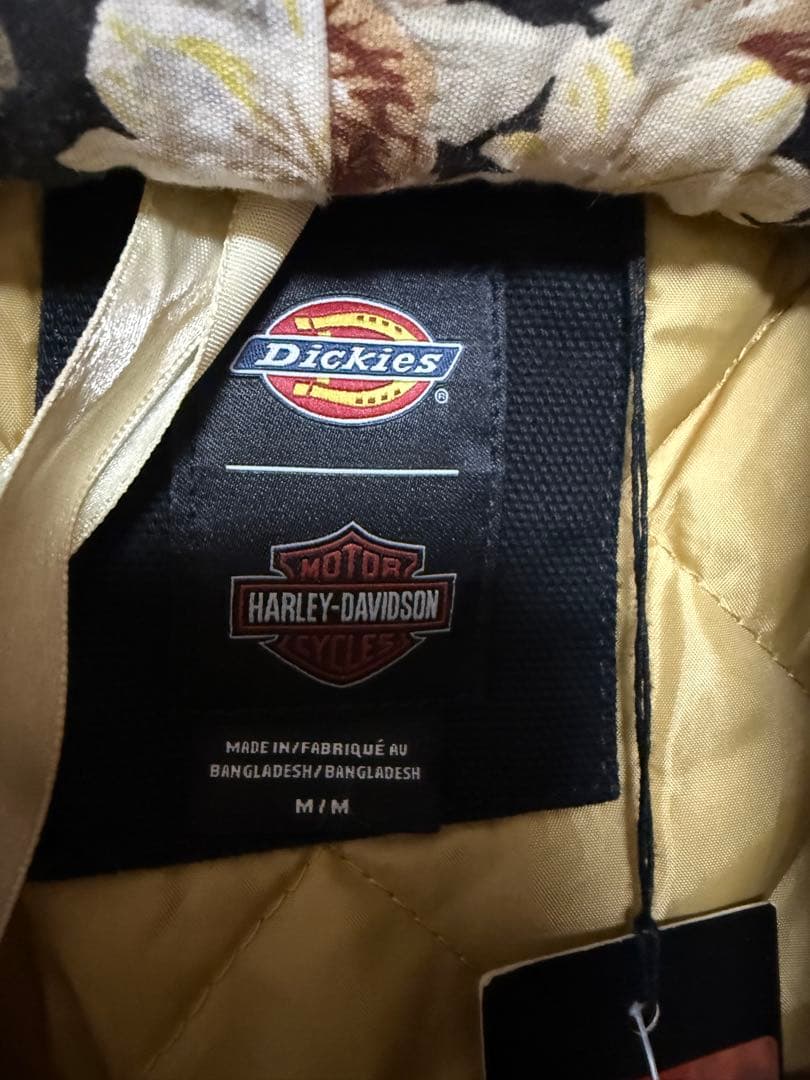 Dickies®
MOTOR
HARLEY-DAVIDSON
CYCLES
MADE IN/FABRIQUÉ AU
BANGLADESH/BANGLADESH
M/M